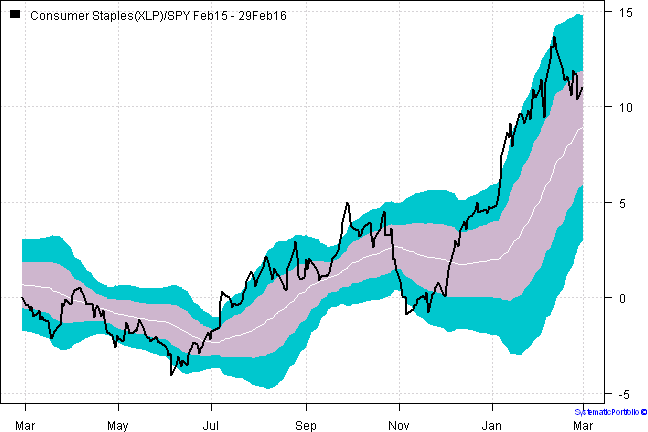 Consumer Staples(XLP)/SPY Feb15 - 29Feb16
15
10
5
0
-5
SystematicPortfolio ©
Mar May Jul Sep Nov Jan Mar